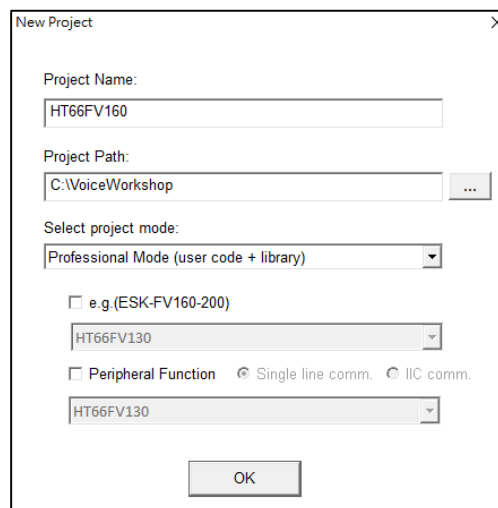 New Project
Project Name:
HT66FV160
Project Path:
C:\VoiceWorkshop
...
Select project mode:
Professional Mode (user code + library)
e.g.(ESK-FV160-200)
HT66FV130
Peripheral Function Single line comm. IIC comm.
HT66FV130
OK